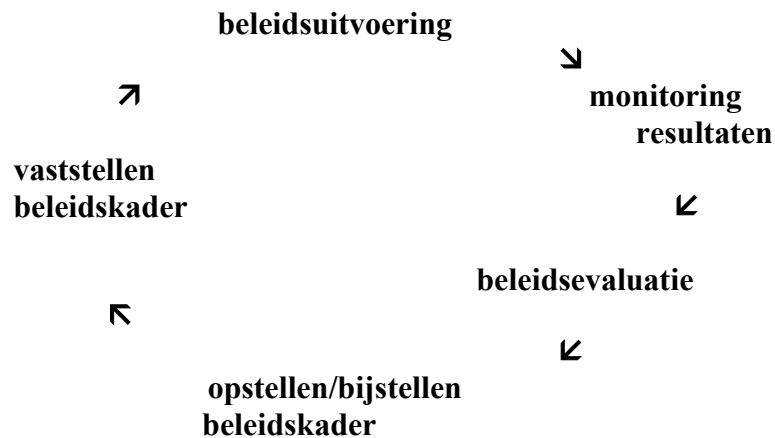 beleidsuitvoering
monitoring
resultaten
vaststellen
beleidskader
beleidsevaluatie
opstellen/bijstellen
beleidskader